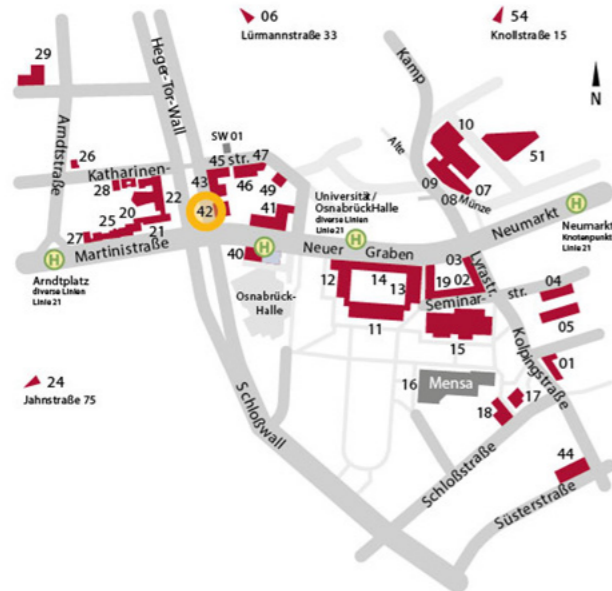 06
Lürmannstraße 33
54
Knollstraße 15
29
Arndtstraße
Heger-Tor-Wall
Kamp
N
10
51
SW 01
26
Katharinen-
45 str. 47
43
46
49
28
22
42
41
20
25
21
27
Martinistraße
Universität/
OsnabrückHalle
diverse Linien
Linie 21
Alte
Münze
09
08
07
H
Neumarkt
Neumarkt
Knotenpunkt
Linie 21
H
Arndtplatz
diverse Linien
Linie 21
40
H
H
Neuer Graben
Osnabrück-
Halle
12
14
13
11
03
19
02
Lyrastr.
Seminar-
str.
04
05
15
Kolpingstraße
01
16
Mensa
17
18
24
Jahnstraße 75
Schloßwall
Schloßstraße
44
Süsterstraße